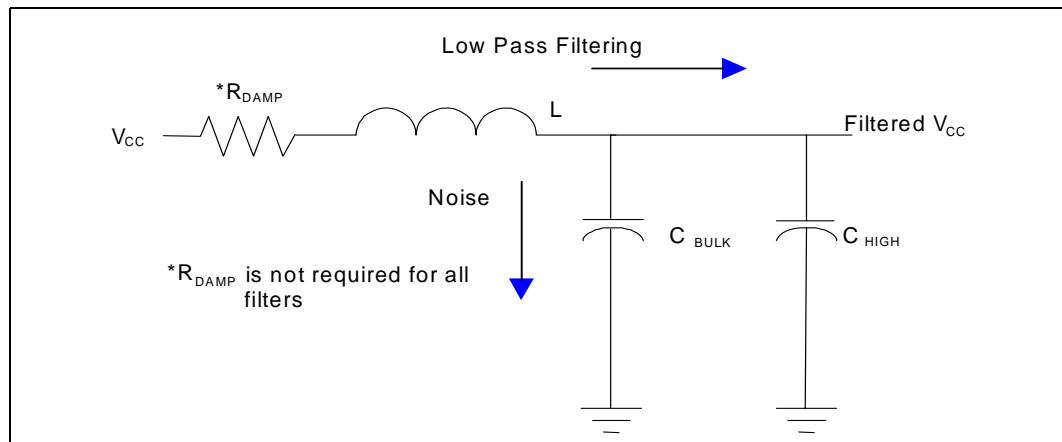 Low Pass Filtering
*RDAMP
L
VCC
Filtered VCC
Noise
C BULK
C HIGH
*RDAMP is not required for all
filters